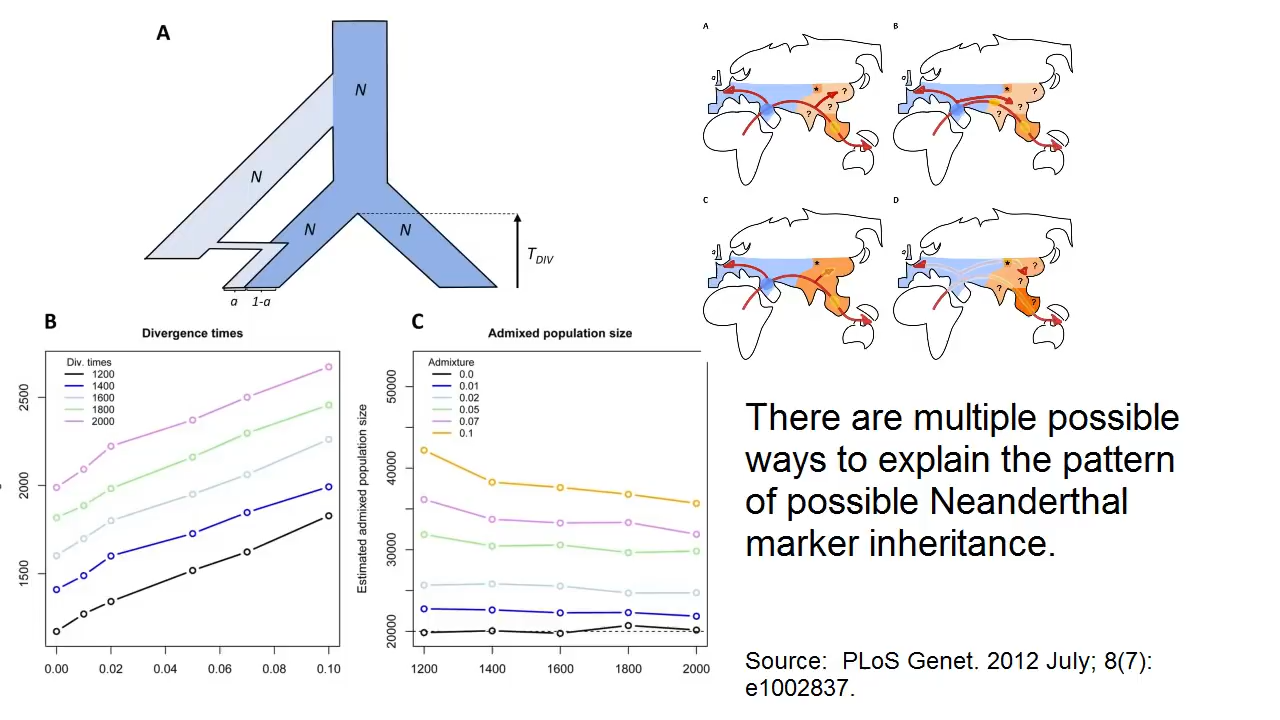 A
N
N
N
N
T DIV
a
1-a
B
Divergence times
Div. times
1200
1400
1600
1800
2000
2500
2000
1500
0.00
0.02
0.04
0.06
0.08
0.10
C
Admixed population size
Admixture
0.0
0.01
0.02
0.05
0.07
0.1
Estimated admixed population size
50000
40000
30000
20000
1200
1400
1600
1800
2000
A
*
?
?
?
B
*
?
?
?
C
*
D
*
?
?
?
?
There are multiple possible
ways to explain the pattern
of possible Neanderthal
marker inheritance.
Source: PLoS Genet. 2012 July; 8(7):
e1002837.